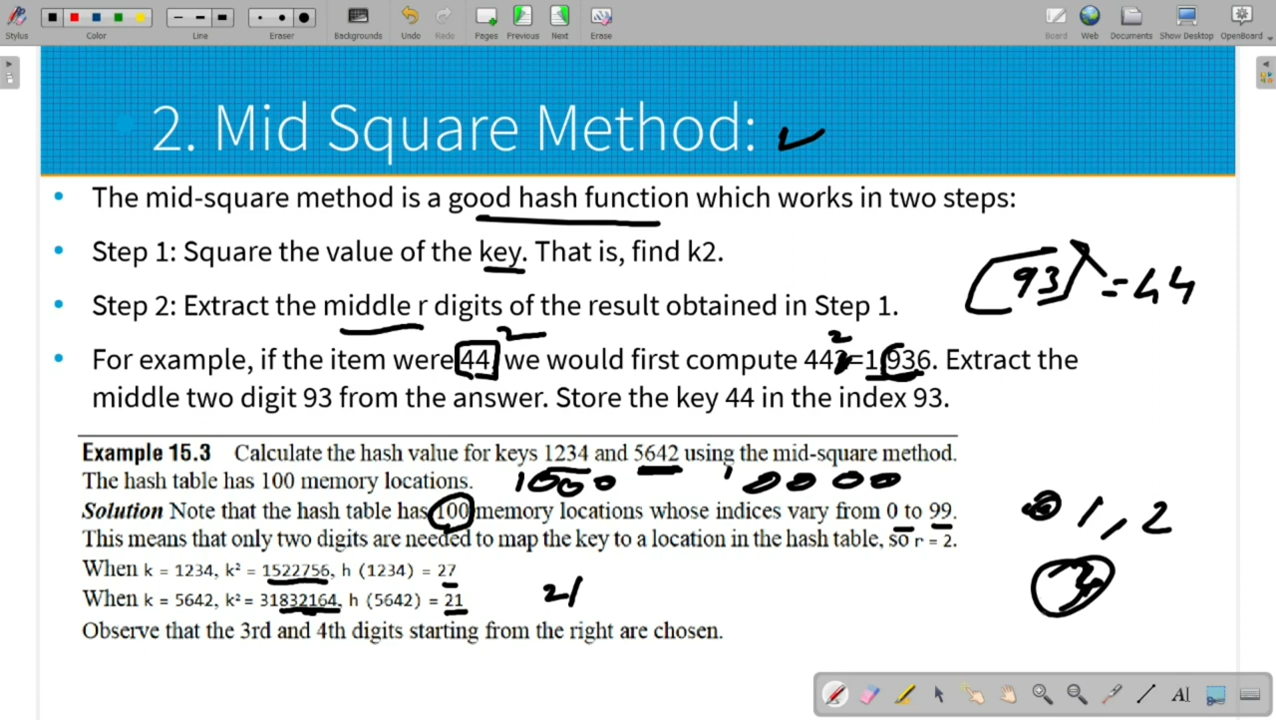 Stylus Color Line Eraser Backgrounds Undo Redo Pages Previous Next Erase Board Web Documents Show Desktop OpenBoard
2. Mid Square Method:
• The mid-square method is a good hash function which works in two steps:
• Step 1: Square the value of the key. That is, find k2.
• Step 2: Extract the middle r digits of the result obtained in Step 1.
93 = 44
2
• For example, if the item were 44, we would first compute 442=1,936. Extract the
middle two digit 93 from the answer. Store the key 44 in the index 93.
Example 15.3 Calculate the hash value for keys 1234 and 5642 using the mid-square method.
The hash table has 100 memory locations.
1000 10000
Solution Note that the hash table has 100 memory locations whose indices vary from 0 to 99.
1, 2
This means that only two digits are needed to map the key to a location in the hash table, so r = 2.
When k = 1234, k² = 1522756, h (1234) = 27
When k = 5642, k² = 31832164, h (5642) = 21
21
Observe that the 3rd and 4th digits starting from the right are chosen.